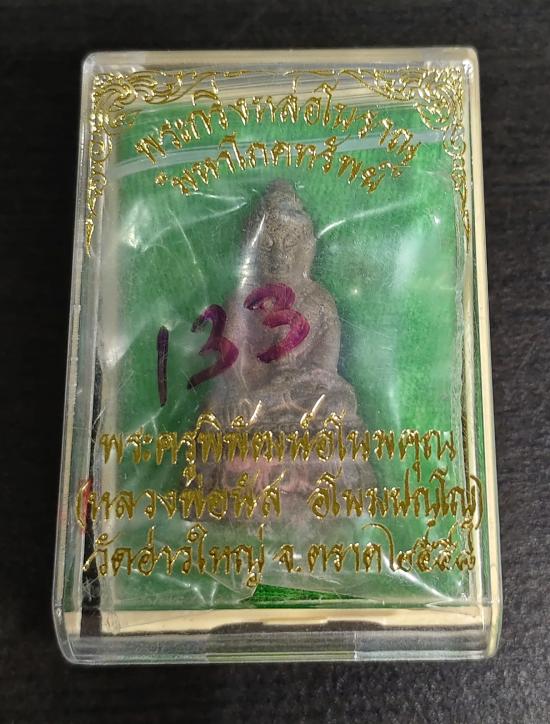 พระกริ่งหล่อโบราณ
"มหาโภคทรัพย์"
133
พระครูพิพัฒน์อโนมคุณ
(หลวงพ่อนัส อโนมปญฺโญ)
วัดอ่าวใหญ่ จ.ตราด ๒๕๕๘